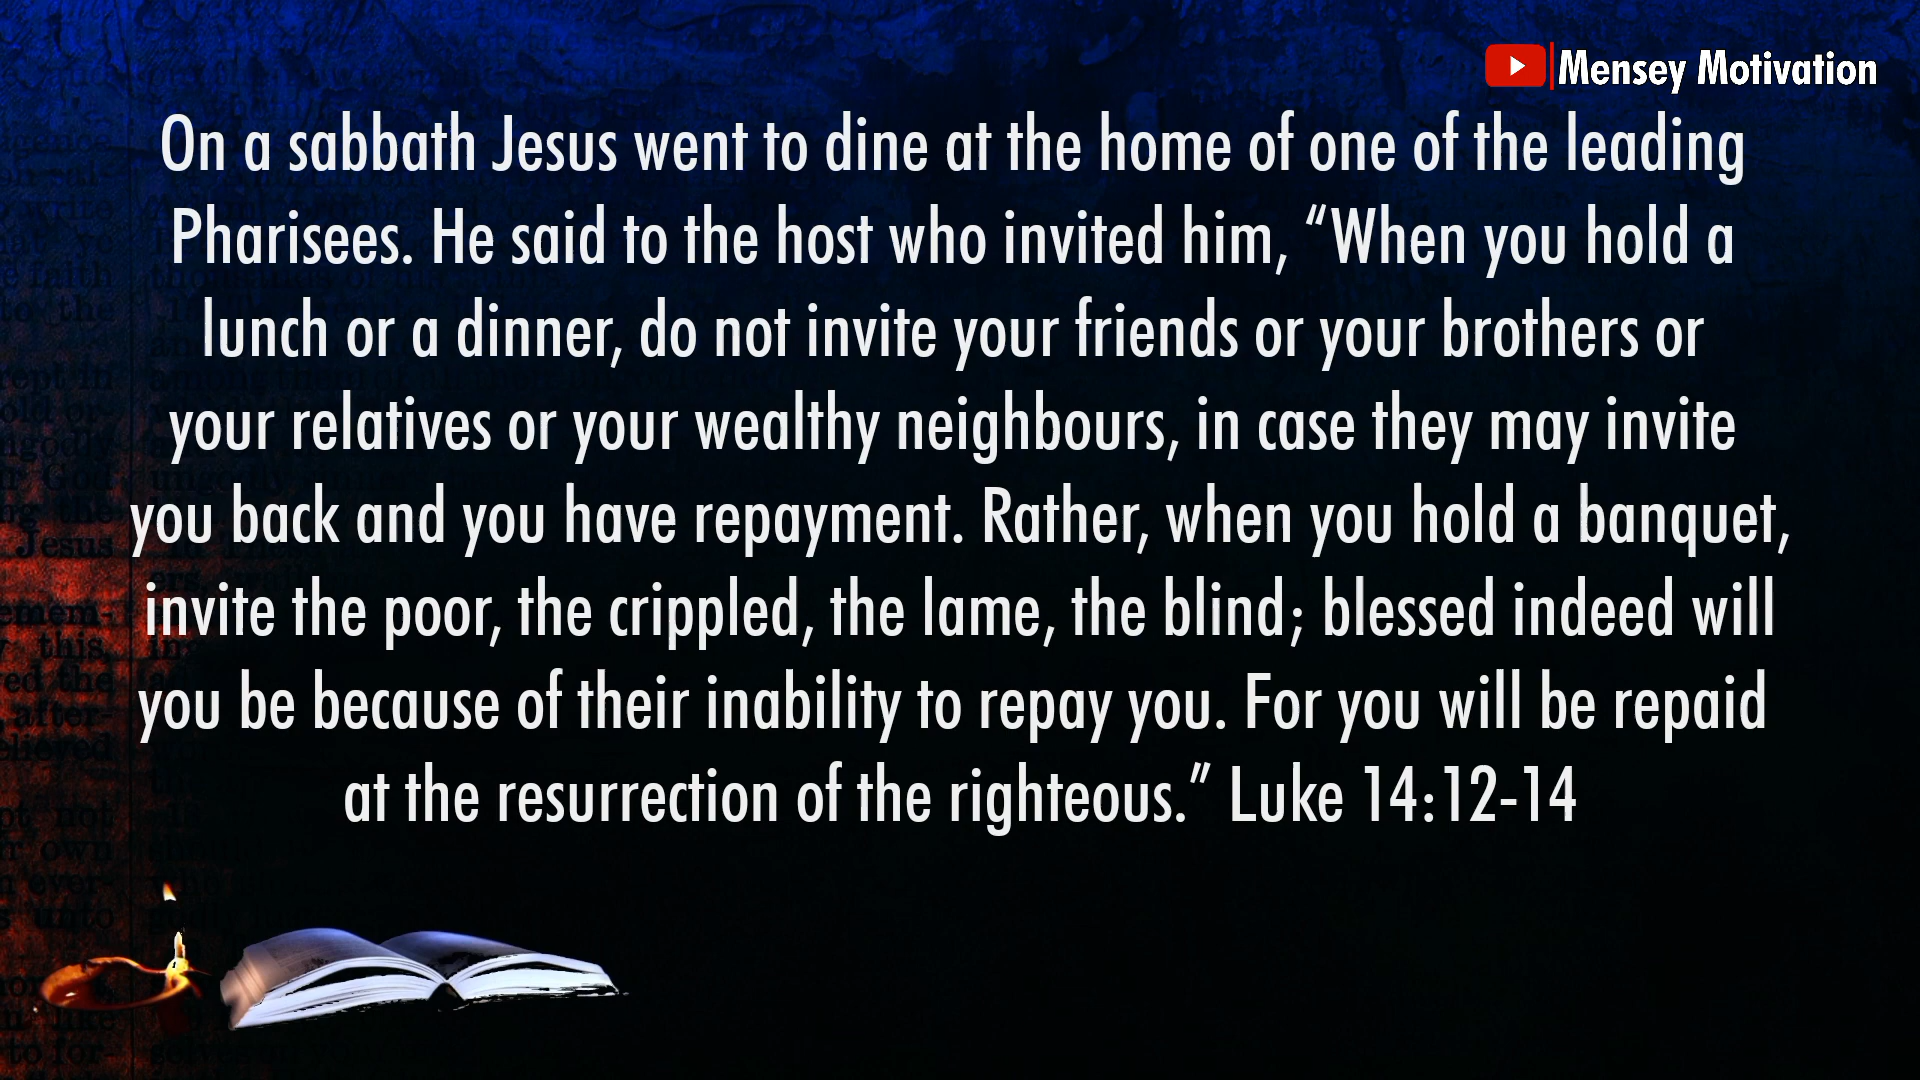 Mensey Motivation
On a sabbath Jesus went to dine at the home of one of the leading
Pharisees. He said to the host who invited him, “When you hold a
lunch or a dinner, do not invite your friends or your brothers or
your relatives or your wealthy neighbours, in case they may invite
you back and you have repayment. Rather, when you hold a banquet,
invite the poor, the crippled, the lame, the blind; blessed indeed will
you be because of their inability to repay you. For you will be repaid
at the resurrection of the righteous.” Luke 14:12-14